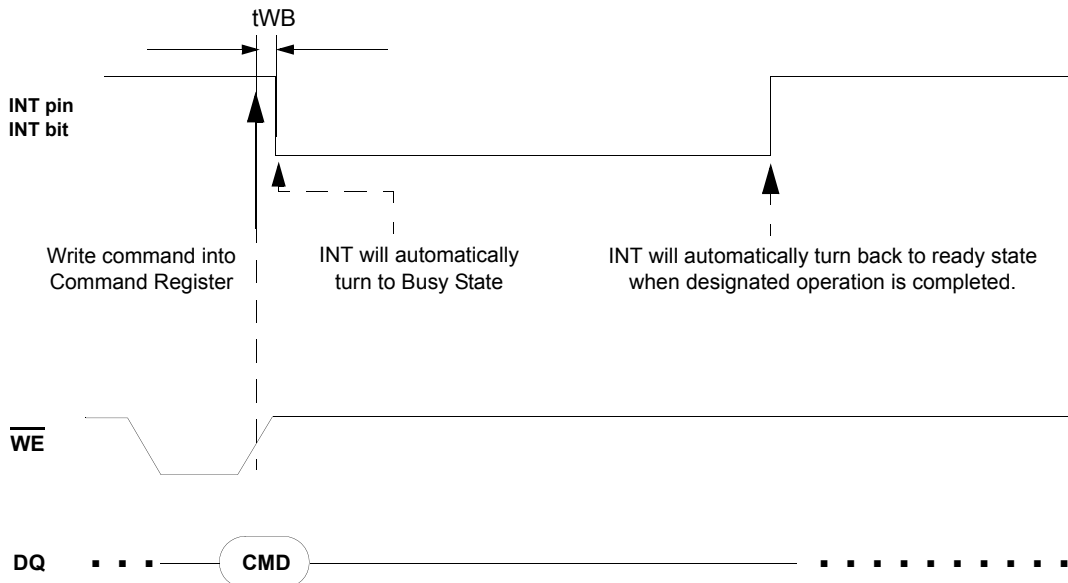 tWB
INT pin
INT bit
Write command into
Command Register
INT will automatically
turn to Busy State
INT will automatically turn back to ready state
when designated operation is completed.
WE
DQ
CMD